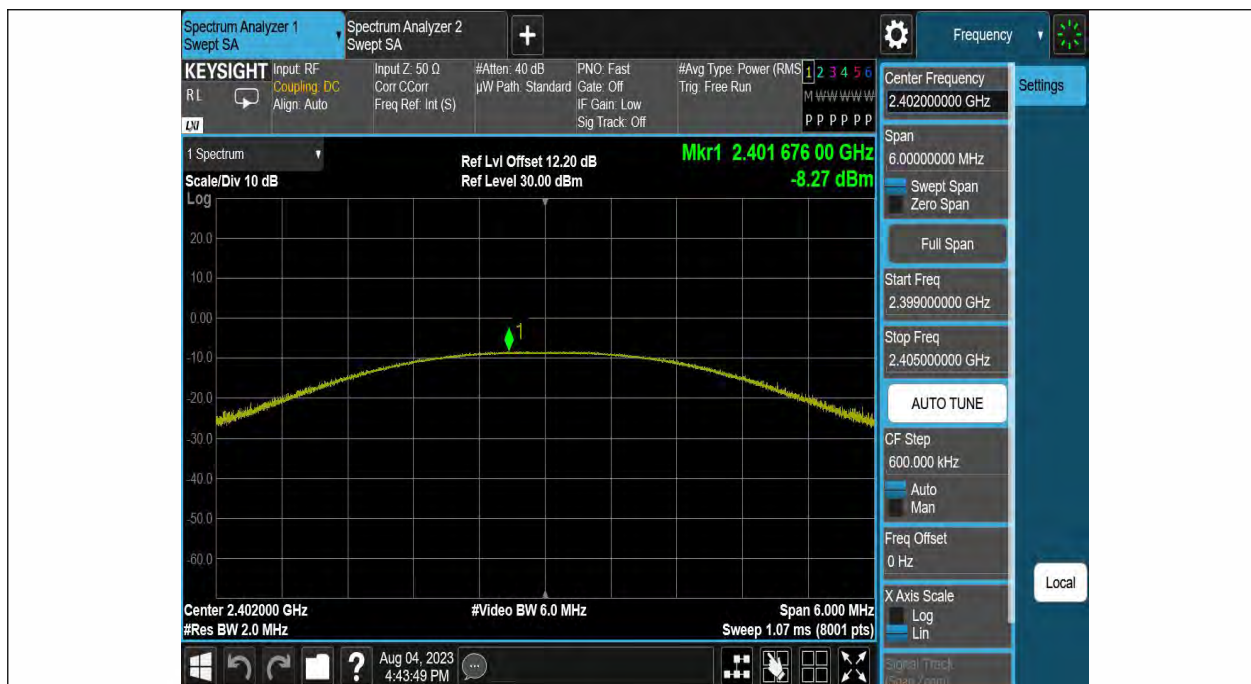 Spectrum Analyzer 1
Swept SA
Spectrum Analyzer 2
Swept SA
+
Frequency
KEYSIGHT
RL
LXI
Input: RF
Coupling: DC
Align: Auto
Input Z: 50 Ω
Corr CCorr
Freq Ref: Int (S)
#Atten: 40 dB
µW Path: Standard
PNO: Fast
Gate: Off
IF Gain: Low
Sig Track: Off
#Avg Type: Power (RMS
Trig: Free Run
1 2 3 4 5 6
M W W W W W
P P P P P P
1 Spectrum
Scale/Div 10 dB
Ref Lvl Offset 12.20 dB
Ref Level 30.00 dBm
Mkr1 2.401 676 00 GHz
-8.27 dBm
Log
20.0
10.0
0.00
-10.0
-20.0
-30.0
-40.0
-50.0
-60.0
1
Center 2.402000 GHz
#Res BW 2.0 MHz
#Video BW 6.0 MHz
Span 6.000 MHz
Sweep 1.07 ms (8001 pts)
Center Frequency
2.402000000 GHz
Settings
Span
6.00000000 MHz
Swept Span
Zero Span
Full Span
Start Freq
2.399000000 GHz
Stop Freq
2.405000000 GHz
AUTO TUNE
CF Step
600.000 kHz
Auto
Man
Freq Offset
0 Hz
X Axis Scale
Log
Lin
Signal Track
(Span Zoom)
Local
?
Aug 04, 2023
4:43:49 PM